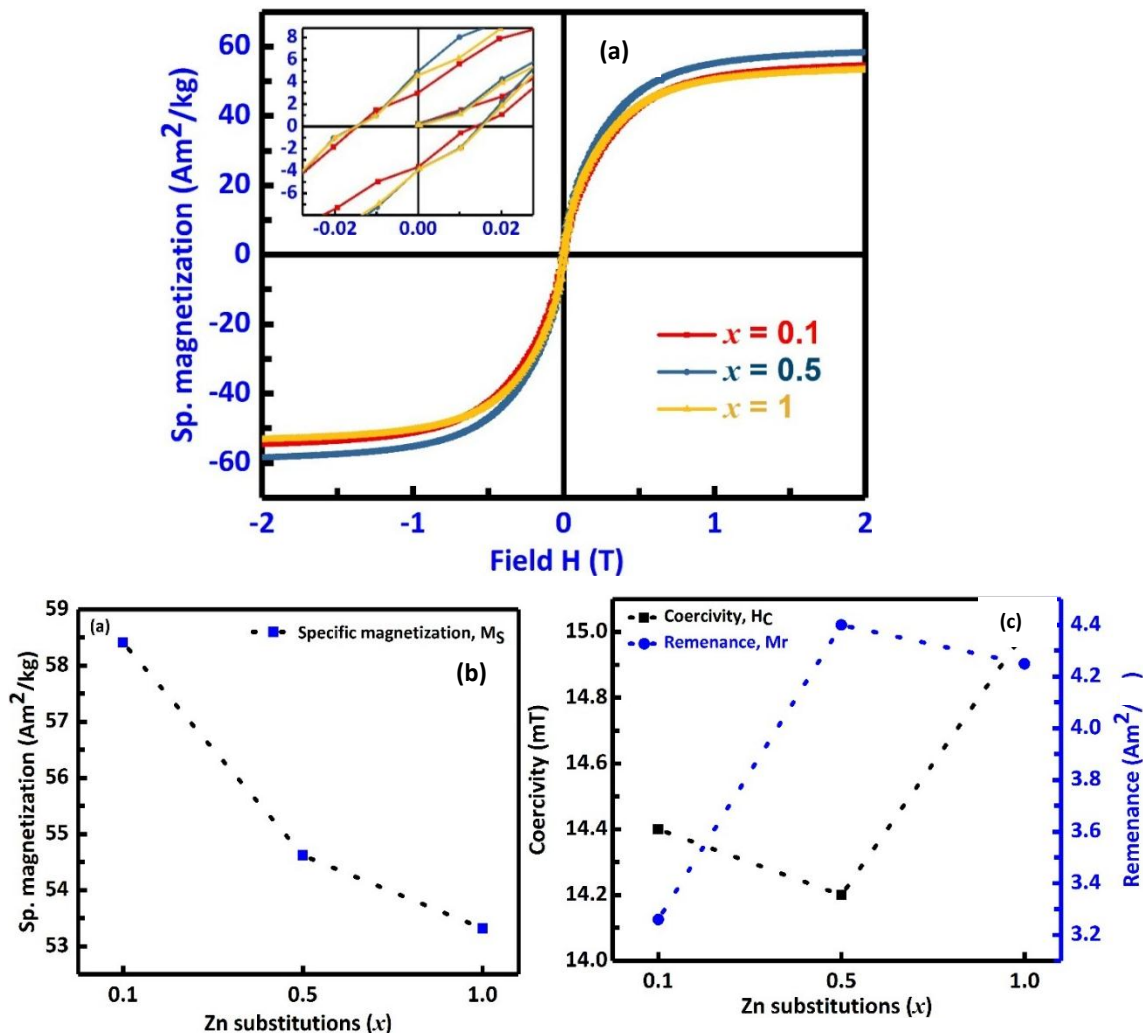 (a)
Sp. magnetization (Am²/kg)
60
40
20
0
-20
-40
-60
8
6
4
2
0
-1
-2
-4
-6
-0.02 0.00 0.02
x = 0.1
x = 0.5
x = 1
-2 -1 0 1 2
Field H (T)
(a)
Specific magnetization, MS
(b)
Sp. magnetization (Am²/kg)
59
58
57
56
55
54
53
0.1 0.5 1.0
Zn substitutions (x)
Coercivity, HC
Remenance, Mr
(c)
Coercivity (mT)
15.0
14.8
14.6
14.4
14.2
14.0
4.4
4.2
4.0
3.8
3.6
3.4
3.2
Remenance (Am²/ )
0.1 0.5 1.0
Zn substitutions (x)